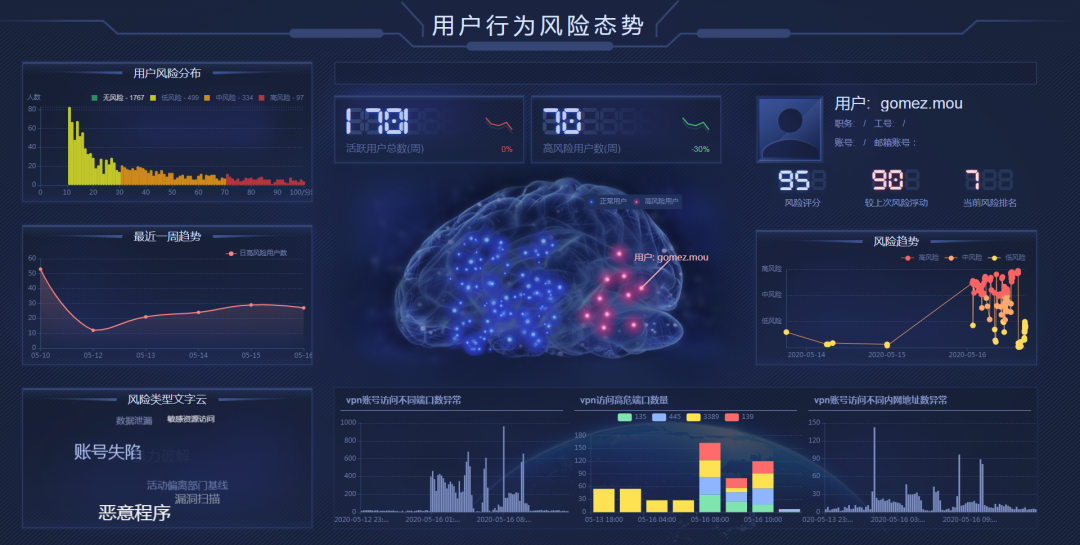 用户行为风险态势
用户风险分布
人数
无风险 - 1767 低风险 - 499 中风险 - 334 高风险 - 97
80
60
40
20
0
0 10 20 30 40 50 60 70 80 90
最近一周趋势
日高风险用户数
60
50
40
30
20
10
0
05-10 05-12 05-13 05-14 05-15 05-16
风险类型文字云
数据泄漏 敏感资源访问
账号失陷
活动偏离部门基线
漏洞扫描
恶意程序
1701
活跃用户总数(周) 0%
70
高风险用户数(周) -30%
正常用户 高风险用户
用户: gomez.mou
用户: gomez.mou
职务: / 工号: /
账号: / 邮箱账号:
95 90 7
风险评分 较上次风险浮动 当前风险排名
风险趋势
高风险 中风险 低风险
高风险
中风险
低风险
2020-05-14 2020-05-15 2020-05-16
vpn账号访问不同端口数异常
1000
800
600
400
200
0
2020-05-12 23:... 2020-05-16 01:... 2020-05-16 08:...
vpn访问高危端口数量
135 445 3389 139
180
150
120
90
60
30
0
05-13 18:00 05-16 04:00 05-16 08:00 05-16 10:00
vpn账号访问不同内网地址数异常
150
120
90
60
30
0
2020-05-13 23:... 2020-05-16 03:... 2020-05-16 09:...